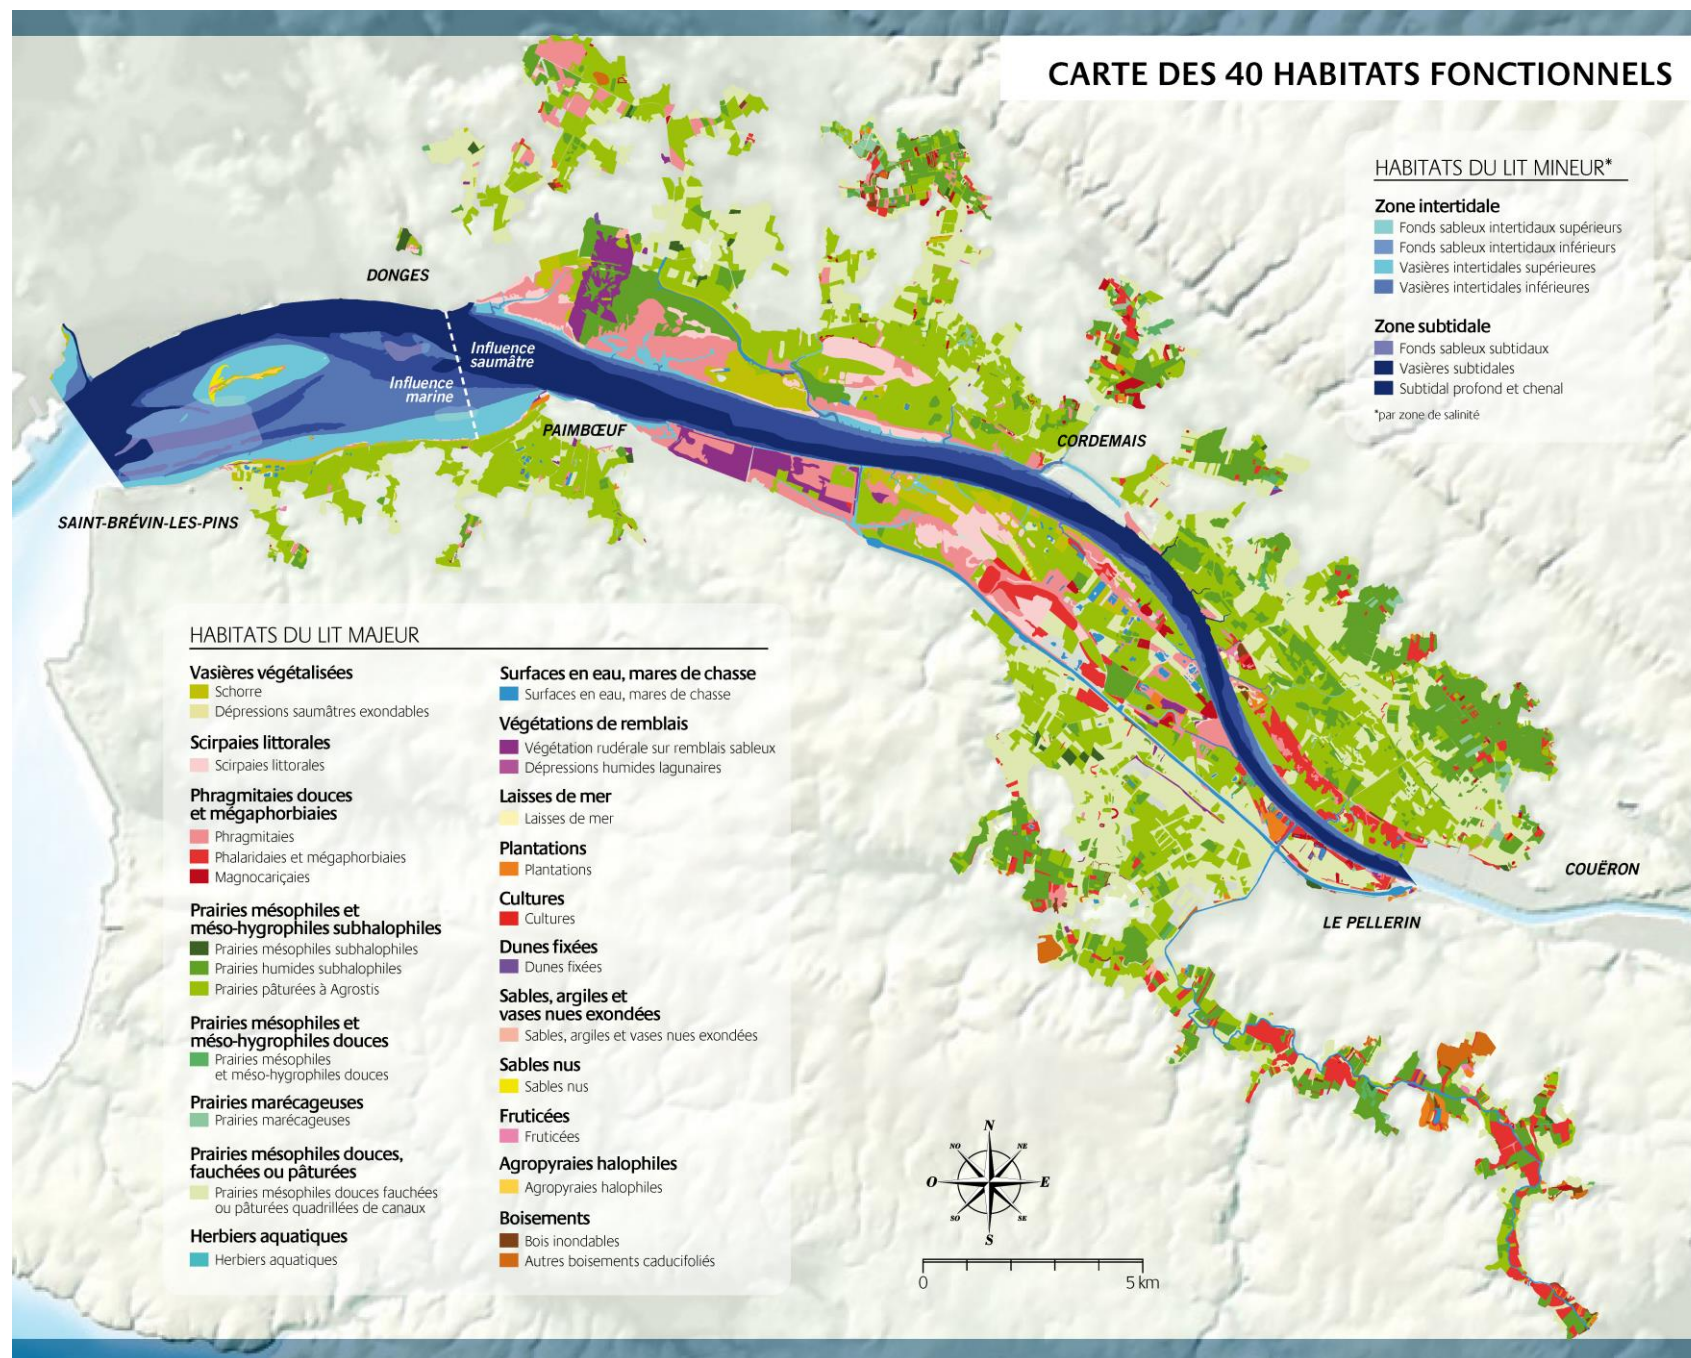 CARTE DES 40 HABITATS FONCTIONNELS
HABITATS DU LIT MINEUR*
Zone intertidale
Fonds sableux intertidaux supérieurs
Fonds sableux intertidaux inférieurs
Vasières intertidales supérieures
Vasières intertidales inférieures
Zone subtidale
Fonds sableux subtidaux
Vasières subtidales
Subtidal profond et chenal
*par zone de salinité
DONGES
Influence
saumâtre
Influence
marine
PAIMBŒUF
CORDEMAIS
SAINT-BRÉVIN-LES-PINS
COUËRON
LE PELLERIN
HABITATS DU LIT MAJEUR
Vasières végétalisées
Schorre
Dépressions saumâtres exondables
Scirpaies littorales
Scirpaies littorales
Phragmitaies douces
et mégaphorbiaies
Phragmitaies
Phalaridaies et mégaphorbiaies
Magnocariçaies
Prairies mésophiles et
méso-hygrophiles subhalophiles
Prairies mésophiles subhalophiles
Prairies humides subhalophiles
Prairies pâturées à Agrostis
Prairies mésophiles et
méso-hygrophiles douces
Prairies mésophiles
et méso-hygrophiles douces
Prairies marécageuses
Prairies marécageuses
Prairies mésophiles douces,
fauchées ou pâturées
Prairies mésophiles douces fauchées
ou pâturées quadrillées de canaux
Herbiers aquatiques
Herbiers aquatiques
Surfaces en eau, mares de chasse
Surfaces en eau, mares de chasse
Végétations de remblais
Végétation rudérale sur remblais sableux
Dépressions humides lagunaires
Laisses de mer
Laisses de mer
Plantations
Plantations
Cultures
Cultures
Dunes fixées
Dunes fixées
Sables, argiles et
vases nues exondées
Sables, argiles et vases nues exondées
Sables nus
Sables nus
Fruticées
Fruticées
Agropyraies halophiles
Agropyraies halophiles
Boisements
Bois inondables
Autres boisements caducifoliés
N
NO NE
O E
SO SE
S
0 5 km